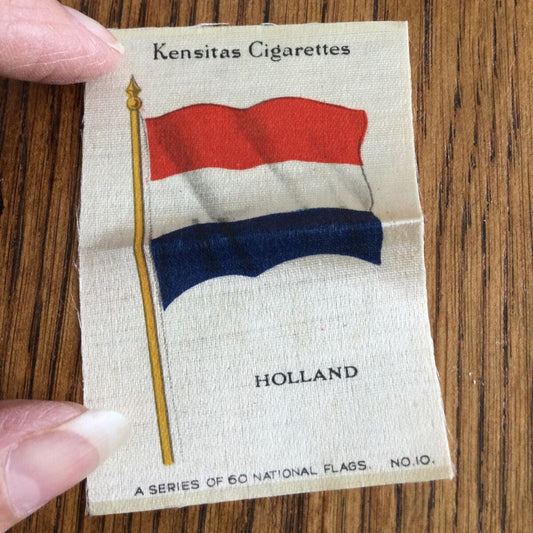 Kensitas Cigarettes
HOLLAND
A SERIES OF 60 NATIONAL FLAGS. NO.10.